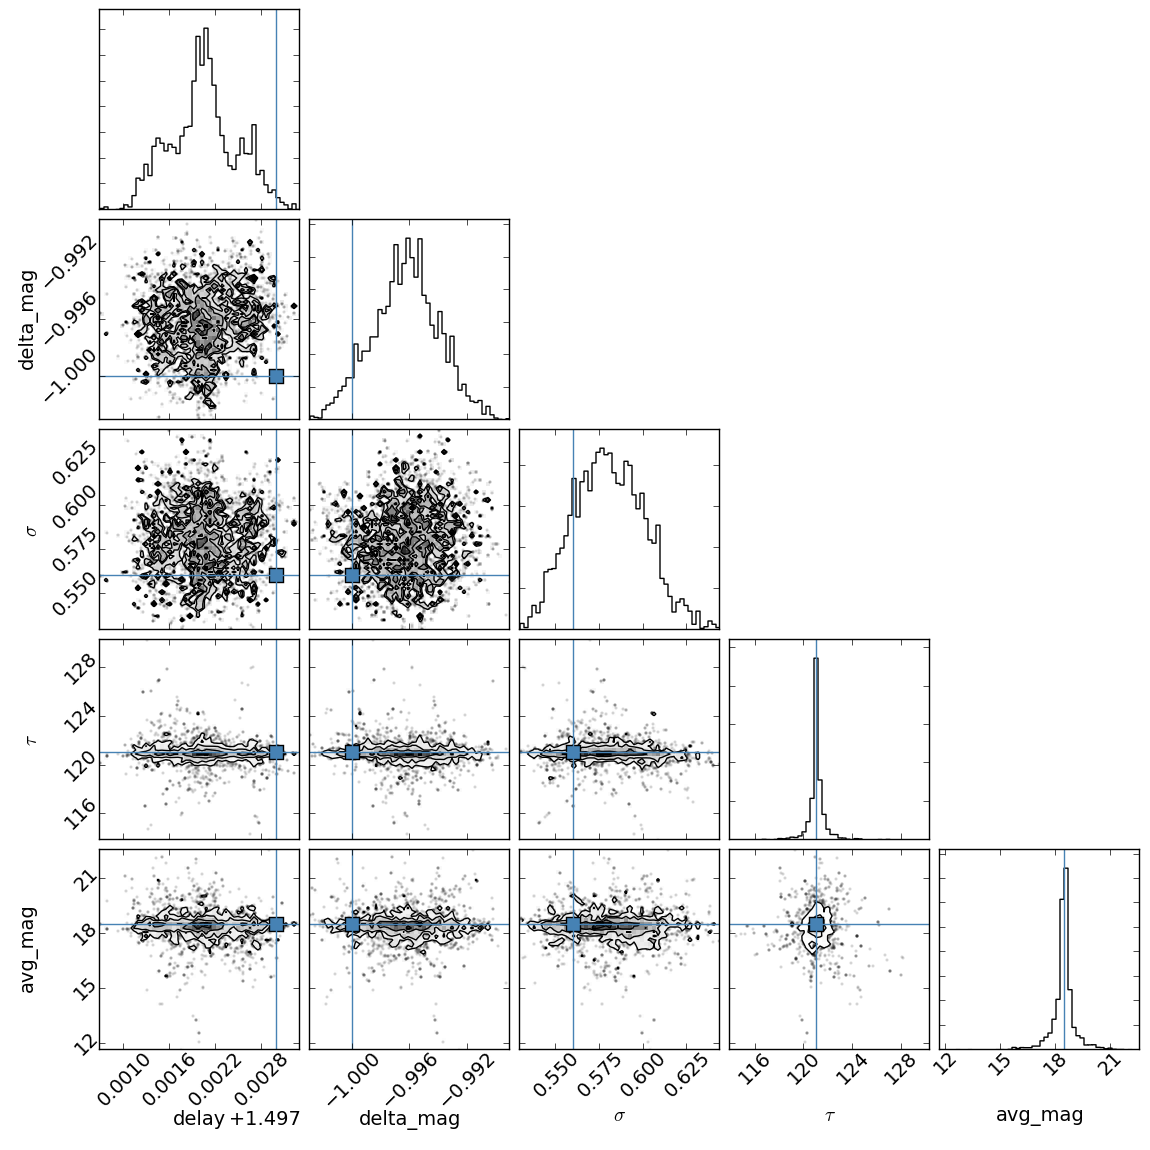 delta_mag
−0.992
−0.996
−1.000
σ
0.625
0.600
0.575
0.550
τ
128
124
120
116
avg_mag
21
18
15
12
0.0010 0.0016 0.0022 0.0028
delay +1.497
−1.000 −0.996 −0.992
delta_mag
0.550 0.575 0.600 0.625
σ
116 120 124 128
τ
12 15 18 21
avg_mag